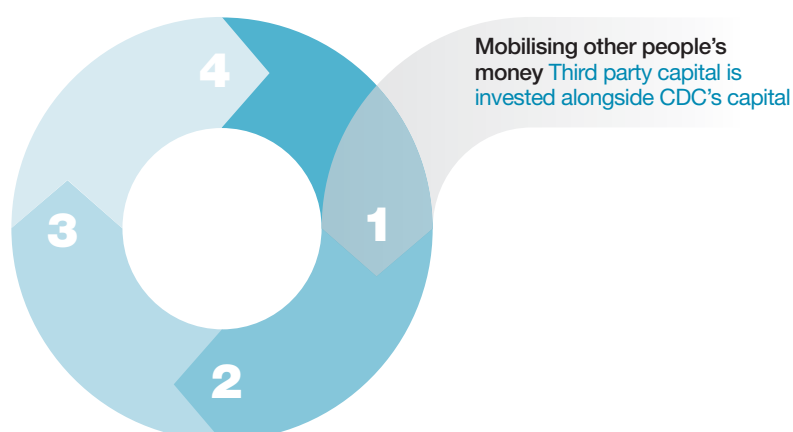 4
Mobilising other people's
money Third party capital is
invested alongside CDC's capital
3
1
2